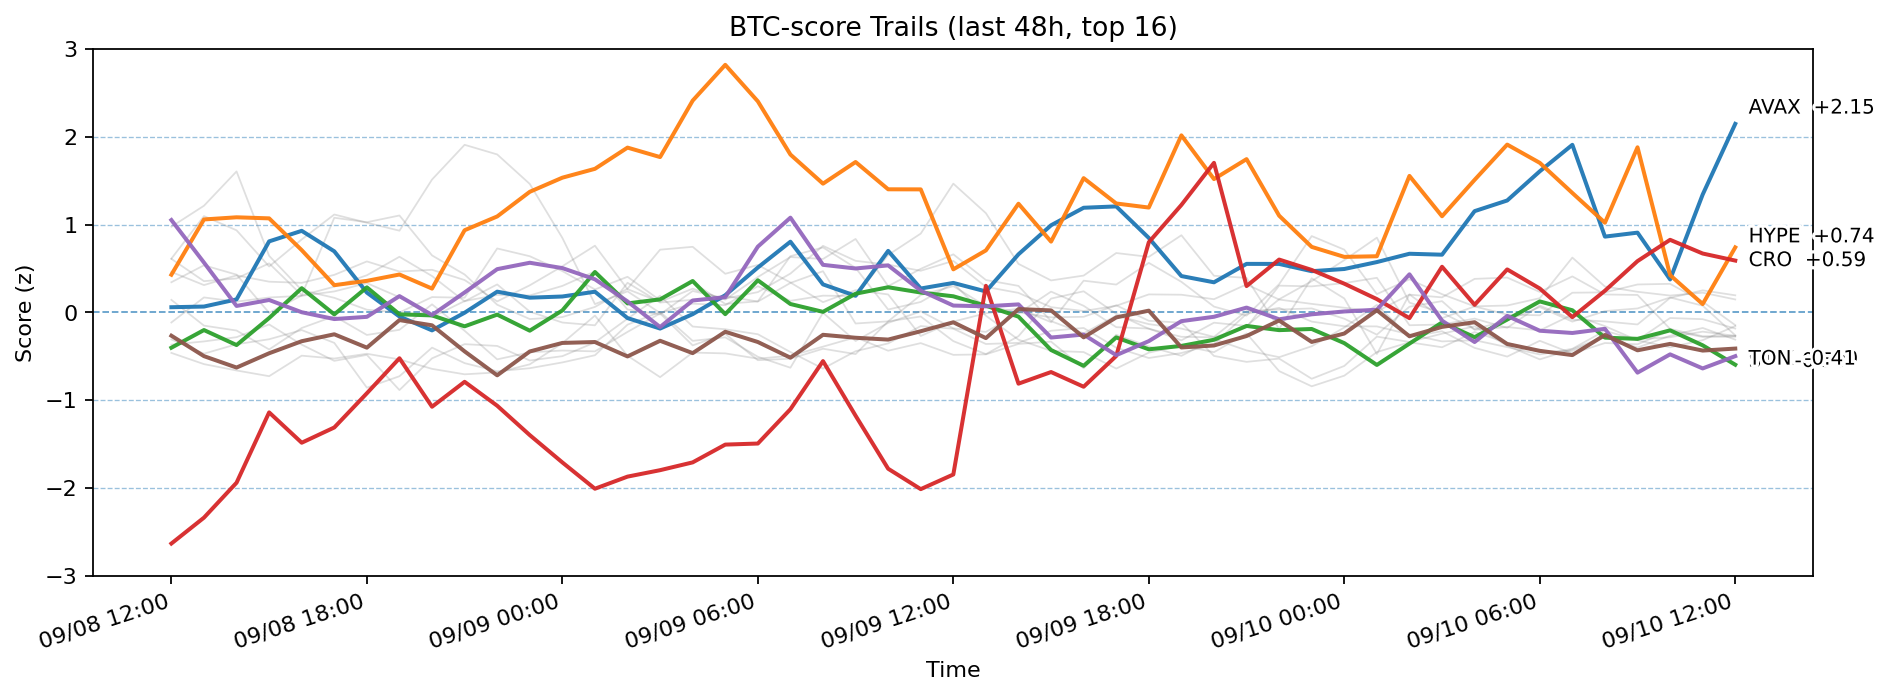 BTC-score Trails (last 48h, top 16)
3
AVAX +2.15
2
1
HYPE +0.74
CRO +0.59
0
TON -0.41
−1
−2
−3
Score (z)
09/08 12:00
09/08 18:00
09/09 00:00
09/09 06:00
09/09 12:00
09/09 18:00
09/10 00:00
09/10 06:00
09/10 12:00
Time